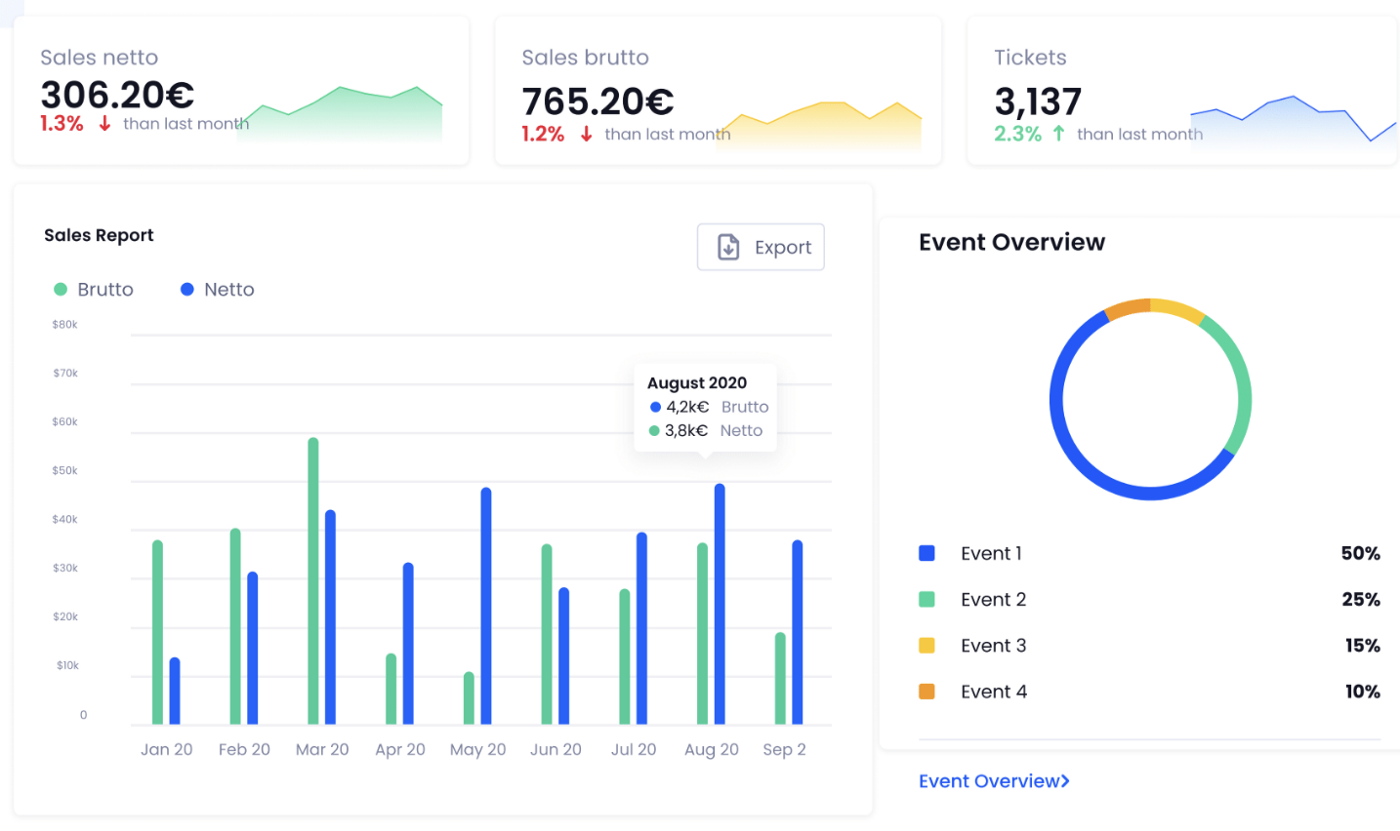 Sales netto
306.20€
1.3% ↓ than last month
Sales brutto
765.20€
1.2% ↓ than last month
Tickets
3,137
2.3% ↑ than last month
Sales Report
Export
Brutto Netto
$80k
$70k
$60k
$50k
$40k
$30k
$20k
$10k
0
August 2020
4,2k€ Brutto
3,8k€ Netto
Jan 20 Feb 20 Mar 20 Apr 20 May 20 Jun 20 Jul 20 Aug 20 Sep 2
Event Overview
Event 1 50%
Event 2 25%
Event 3 15%
Event 4 10%
Event Overview>